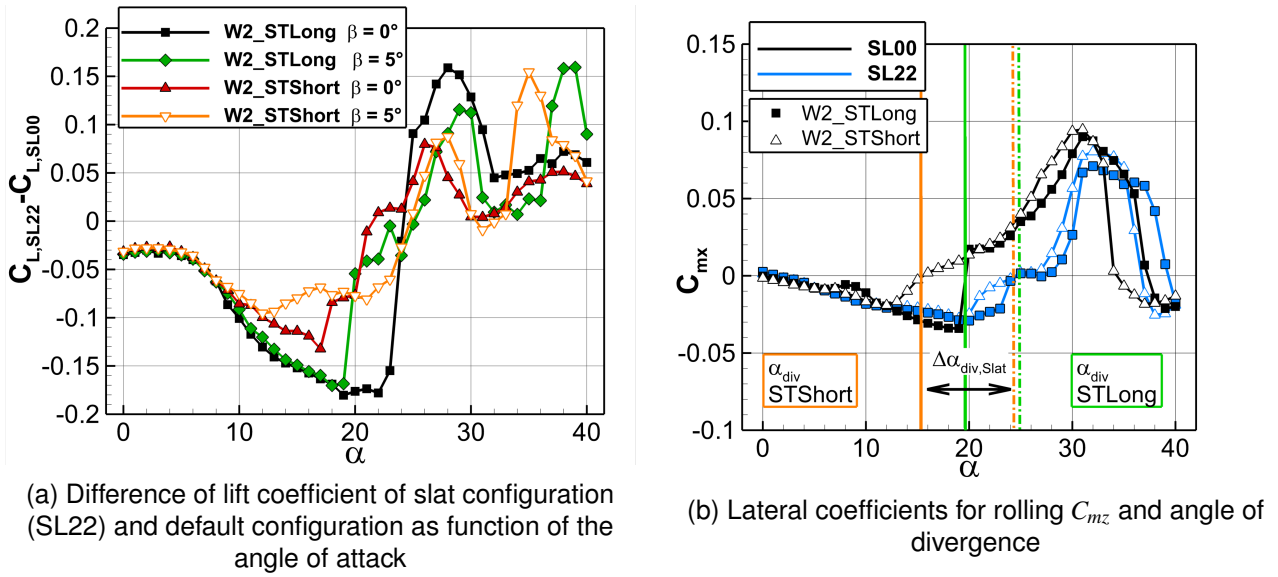 0.2
0.15
0.1
0.05
0
-0.05
-0.1
-0.15
-0.2
C_L,SL22-C_L,SL00
W2_STLong β = 0°
W2_STLong β = 5°
W2_STShort β = 0°
W2_STShort β = 5°
0 10 20 30 40
α
(a) Difference of lift coefficient of slat configuration
(SL22) and default configuration as function of the
angle of attack
0.15
0.1
0.05
0
-0.05
-0.1
C_mx
SL00
SL22
W2_STLong
W2_STShort
α_div
STShort
Δα_div,Slat
α_div
STLong
0 10 20 30 40
α
(b) Lateral coefficients for rolling C_mz and angle of
divergence